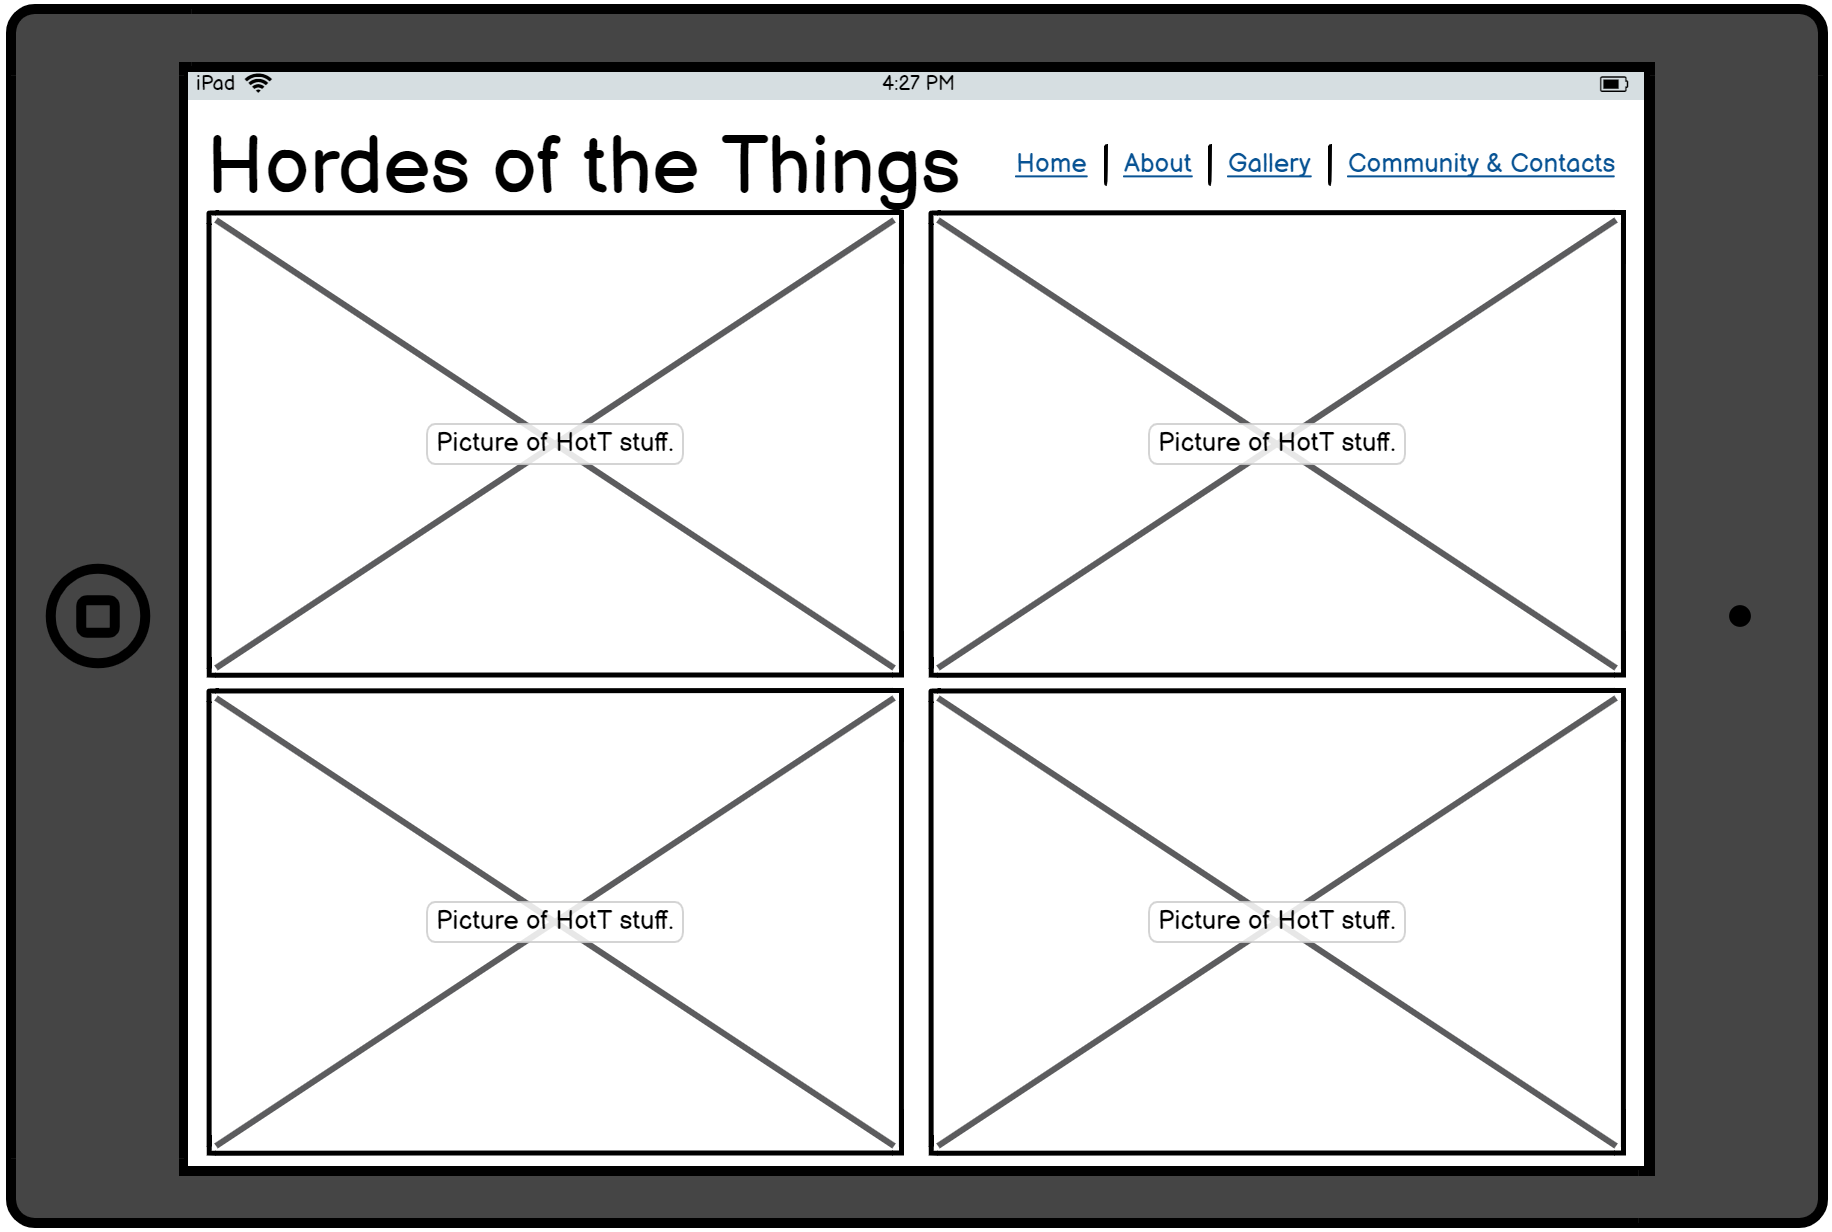 iPad
4:27 PM
Hordes of the Things
Home About Gallery Community & Contacts
Picture of HotT stuff. Picture of HotT stuff.
Picture of HotT stuff. Picture of HotT stuff.